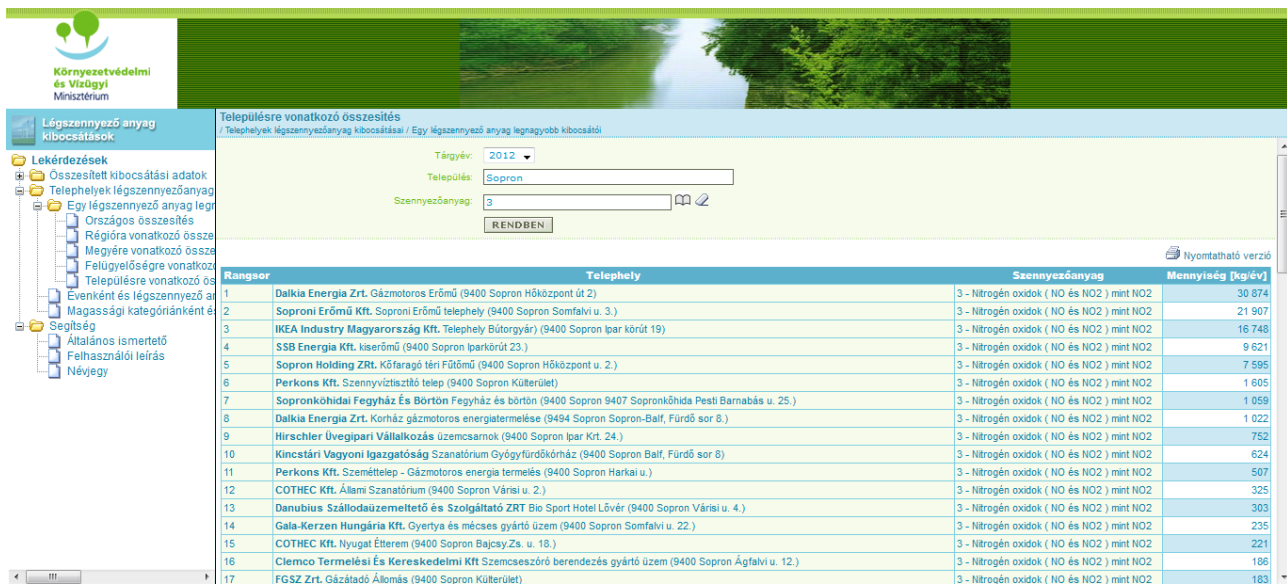 Környezetvédelmi
és Vízügyi
Minisztérium
Légszennyező anyag
kibocsátások
Lekérdezések
Összesített kibocsátási adatok
Telephelyek légszennyezőanyag
Egy légszennyező anyag legr
Országos összesítés
Régióra vonatkozó össze
Megyére vonatkozó össze
Felügyelőségre vonatkozó
Településre vonatkozó ös
Évenként és légszennyező ar
Magassági kategóriánként és
Segítség
Általános ismertető
Felhasználói leírás
Névjegy
Településre vonatkozó összesítés
/ Telephelyek légszennyezőanyag kibocsátásai / Egy légszennyező anyag legnagyobb kibocsátói
Tárgyév: 2012
Település: Sopron
Szennyezőanyag: 3
RENDBEN
Nyomtatható verzió
Rangsor Telephely Szennyezőanyag Mennyiség [kg/év]
1 Dalkia Energia Zrt. Gázmotoros Erőmű (9400 Sopron Hőközpont út 2) 3 - Nitrogén oxidok ( NO és NO2 ) mint NO2 30 874
2 Soproni Erőmű Kft. Soproni Erőmű telephely (9400 Sopron Somfalvi u. 3.) 3 - Nitrogén oxidok ( NO és NO2 ) mint NO2 21 907
3 IKEA Industry Magyarország Kft. Telephely Bútorgyár) (9400 Sopron Ipar körút 19) 3 - Nitrogén oxidok ( NO és NO2 ) mint NO2 16 748
4 SSB Energia Kft. kiserőmű (9400 Sopron Iparkörút 23.) 3 - Nitrogén oxidok ( NO és NO2 ) mint NO2 9 621
5 Sopron Holding ZRt. Kőfaragó téri Fűtőmű (9400 Sopron Hőközpont u. 2.) 3 - Nitrogén oxidok ( NO és NO2 ) mint NO2 7 595
6 Perkons Kft. Szennyvíztisztító telep (9400 Sopron Külterület) 3 - Nitrogén oxidok ( NO és NO2 ) mint NO2 1 605
7 Sopronkőhidai Fegyház És Börtön Fegyház és börtön (9400 Sopron 9407 Sopronkőhida Pesti Barnabás u. 25.) 3 - Nitrogén oxidok ( NO és NO2 ) mint NO2 1 059
8 Dalkia Energia Zrt. Korház gázmotoros energiatermelése (9494 Sopron Sopron-Balf, Fürdő sor 8.) 3 - Nitrogén oxidok ( NO és NO2 ) mint NO2 1 022
9 Hirschler Üvegipari Vállalkozás üzemcsarnok (9400 Sopron Ipar Krt. 24.) 3 - Nitrogén oxidok ( NO és NO2 ) mint NO2 752
10 Kincstári Vagyoni Igazgatóság Szanatórium Gyógyfürdőkórház (9400 Sopron Balf, Fürdő sor 8) 3 - Nitrogén oxidok ( NO és NO2 ) mint NO2 624
11 Perkons Kft. Szeméttelep - Gázmotoros energia termelés (9400 Sopron Harkai u.) 3 - Nitrogén oxidok ( NO és NO2 ) mint NO2 507
12 COTHEC Kft. Állami Szanatórium (9400 Sopron Várisi u. 2.) 3 - Nitrogén oxidok ( NO és NO2 ) mint NO2 325
13 Danubius Szállodaüzemeltető és Szolgáltató ZRT Bio Sport Hotel Lővér (9400 Sopron Várisi u. 4.) 3 - Nitrogén oxidok ( NO és NO2 ) mint NO2 303
14 Gala-Kerzen Hungária Kft. Gyertya és mécses gyártó üzem (9400 Sopron Somfalvi u. 22.) 3 - Nitrogén oxidok ( NO és NO2 ) mint NO2 235
15 COTHEC Kft. Nyugat Étterem (9400 Sopron Bajcsy.Zs. u. 18.) 3 - Nitrogén oxidok ( NO és NO2 ) mint NO2 221
16 Clemco Termelési És Kereskedelmi Kft Szemcseszóró berendezés gyártó üzem (9400 Sopron Ágfalvi u. 12.) 3 - Nitrogén oxidok ( NO és NO2 ) mint NO2 186
17 FGSZ Zrt. Gázátadó Állomás (9400 Sopron Külterület) 3 - Nitrogén oxidok ( NO és NO2 ) mint NO2 183